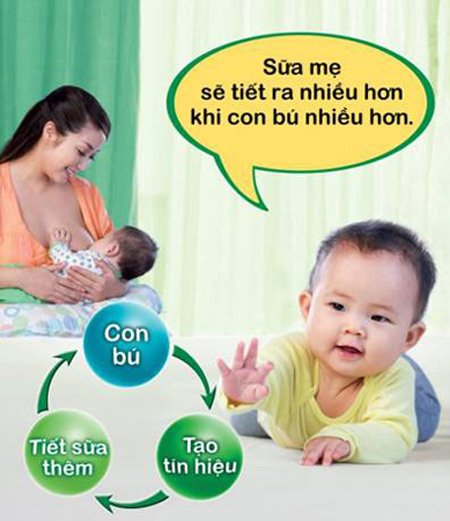 Sữa mẹ
sẽ tiết ra nhiều hơn
khi con bú nhiều hơn.
Con
bú
Tạo
tín hiệu
Tiết sữa
thêm